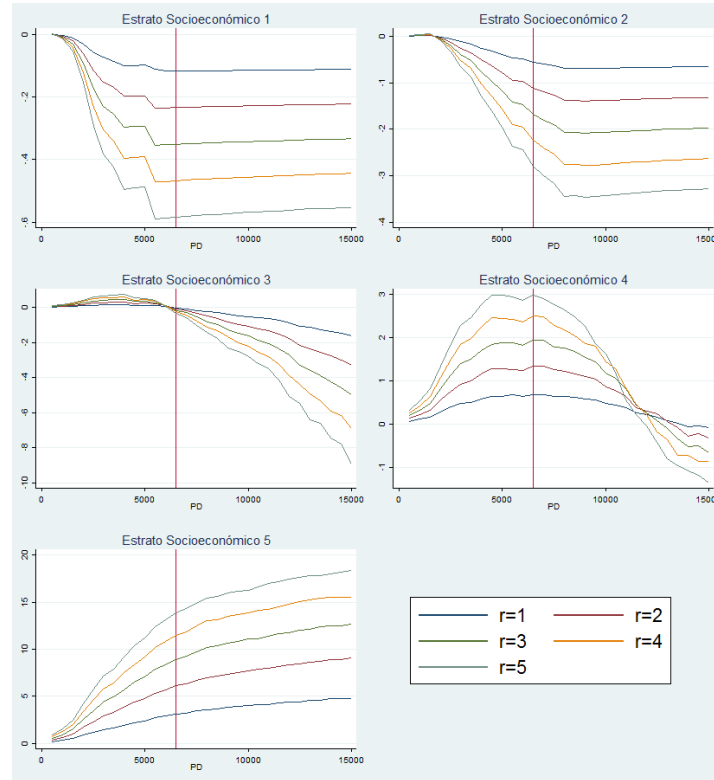 Estrato Socioeconómico 1
0
-.2
-.4
-.6
0 5000 10000 15000
PD
Estrato Socioeconómico 2
0
-1
-2
-3
-4
0 5000 10000 15000
PD
Estrato Socioeconómico 3
0
-2
-4
-6
-8
-10
0 5000 10000 15000
PD
Estrato Socioeconómico 4
3
2
1
0
-1
0 5000 10000 15000
PD
Estrato Socioeconómico 5
20
15
10
5
0
0 5000 10000 15000
PD
r=1 r=2
r=3 r=4
r=5